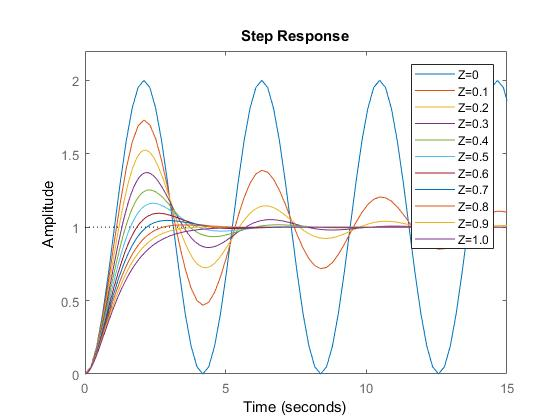 Step Response
Amplitude
2
1.5
1
0.5
0
0
5
10
15
Time (seconds)
Z=0
Z=0.1
Z=0.2
Z=0.3
Z=0.4
Z=0.5
Z=0.6
Z=0.7
Z=0.8
Z=0.9
Z=1.0